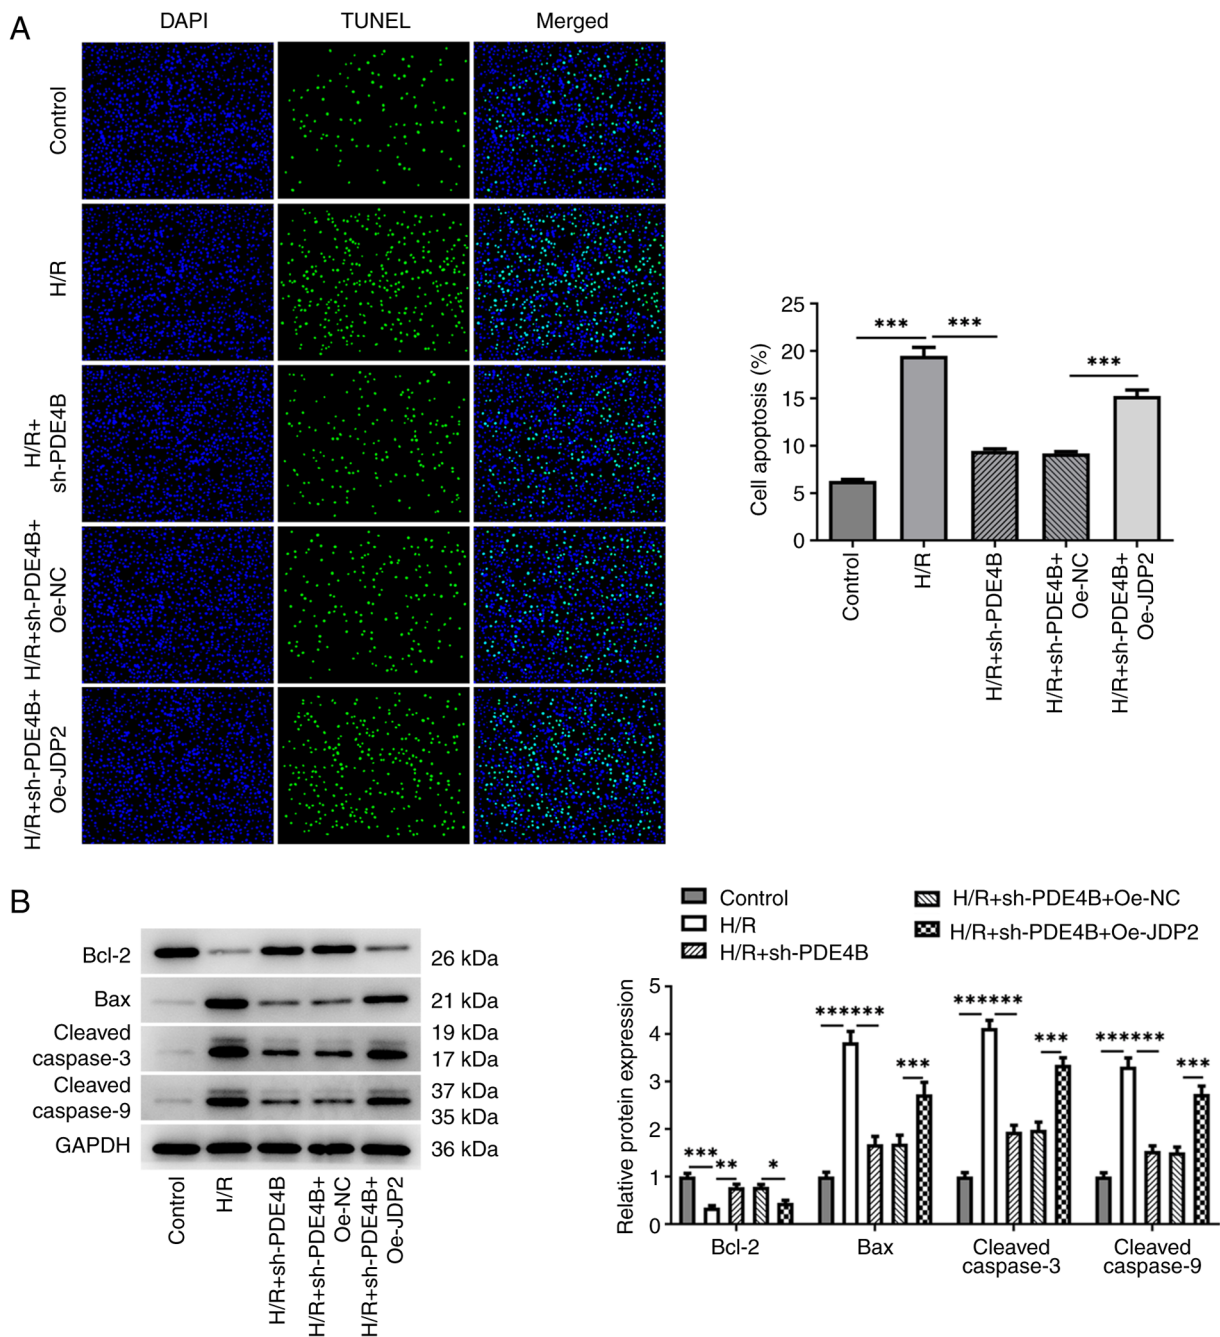 A
DAPI
TUNEL
Merged
Control
H/R
H/R+
sh-PDE4B
H/R+sh-PDE4B+
Oe-NC
H/R+sh-PDE4B+
Oe-JDP2
Cell apoptosis (%)
25
20
15
10
5
0
***
***
***
Control
H/R
H/R+sh-PDE4B
H/R+sh-PDE4B+
Oe-NC
H/R+sh-PDE4B+
Oe-JDP2
B
Bcl-2
26 kDa
Bax
21 kDa
Cleaved
caspase-3
19 kDa
17 kDa
Cleaved
caspase-9
37 kDa
35 kDa
GAPDH
36 kDa
Control
H/R
H/R+sh-PDE4B
H/R+sh-PDE4B+
Oe-NC
H/R+sh-PDE4B+
Oe-JDP2
Control
H/R
H/R+sh-PDE4B
H/R+sh-PDE4B+Oe-NC
H/R+sh-PDE4B+Oe-JDP2
Relative protein expression
5
4
3
2
1
0
***
**
*
******
***
******
***
******
***
Bcl-2
Bax
Cleaved
caspase-3
Cleaved
caspase-9